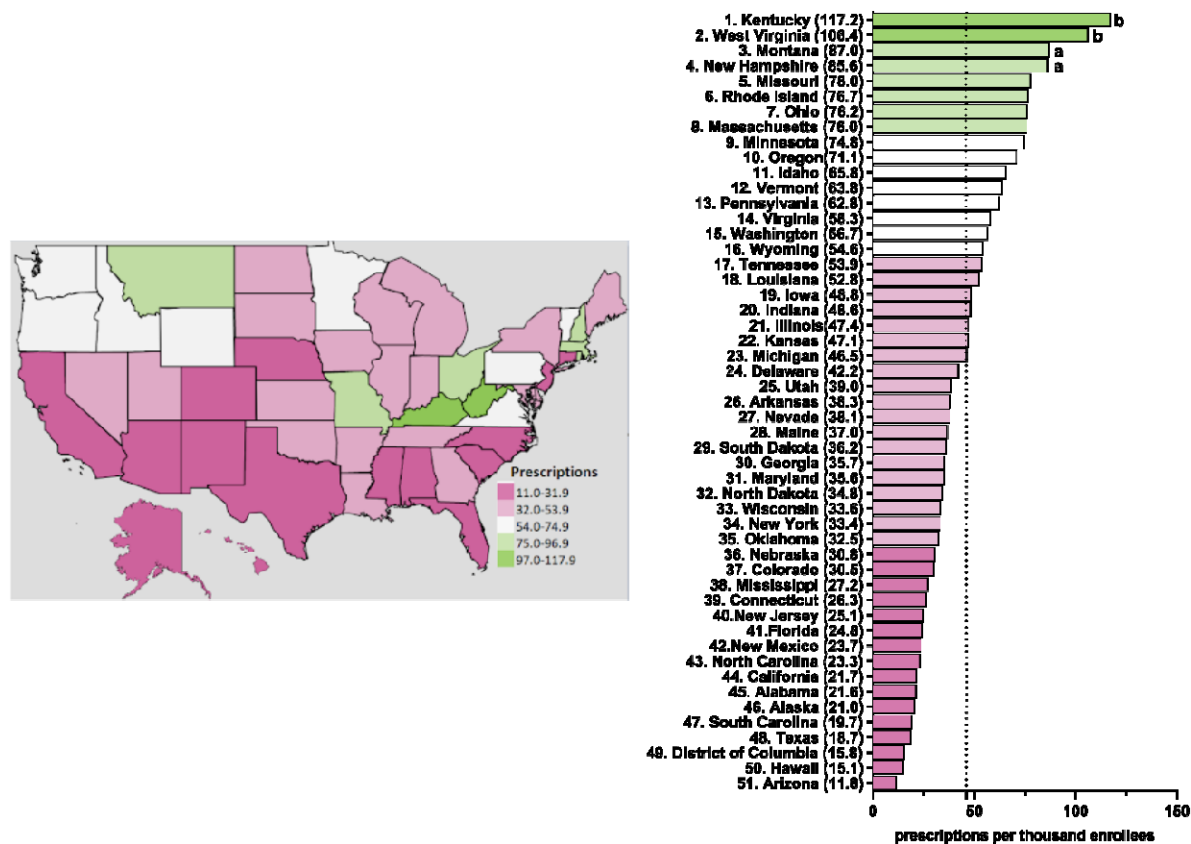 Prescriptions
11.0-31.9
32.0-53.9
54.0-74.9
75.0-96.9
97.0-117.9
1. Kentucky (117.2) b
2. West Virginia (106.4) b
3. Montana (87.0) a
4. New Hampshire (85.6) a
5. Missouri (78.0)
6. Rhode Island (76.7)
7. Ohio (76.2)
8. Massachusetts (76.0)
9. Minnesota (74.8)
10. Oregon(71.1)
11. Idaho (65.8)
12. Vermont (63.8)
13. Pennsylvania (62.8)
14. Virginia (58.3)
15. Washington (56.7)
16. Wyoming (54.6)
17. Tennessee (53.9)
18. Louisiana (52.8)
19. Iowa (48.8)
20. Indiana (48.6)
21. Illinois(47.4)
22. Kansas (47.1)
23. Michigan (46.5)
24. Delaware (42.2)
25. Utah (39.0)
26. Arkansas (38.3)
27. Nevada (38.1)
28. Maine (37.0)
29. South Dakota (36.2)
30. Georgia (35.7)
31. Maryland (35.6)
32. North Dakota (34.8)
33. Wisconsin (33.6)
34. New York (33.4)
35. Oklahoma (32.5)
36. Nebraska (30.8)
37. Colorado (30.5)
38. Mississippi (27.2)
39. Connecticut (26.3)
40.New Jersey (25.1)
41.Florida (24.8)
42.New Mexico (23.7)
43. North Carolina (23.3)
44. California (21.7)
45. Alabama (21.6)
46. Alaska (21.0)
47. South Carolina (19.7)
48. Texas (18.7)
49. District of Columbia (15.8)
50. Hawaii (15.1)
51. Arizona (11.8)
0 50 100 150
prescriptions per thousand enrollees